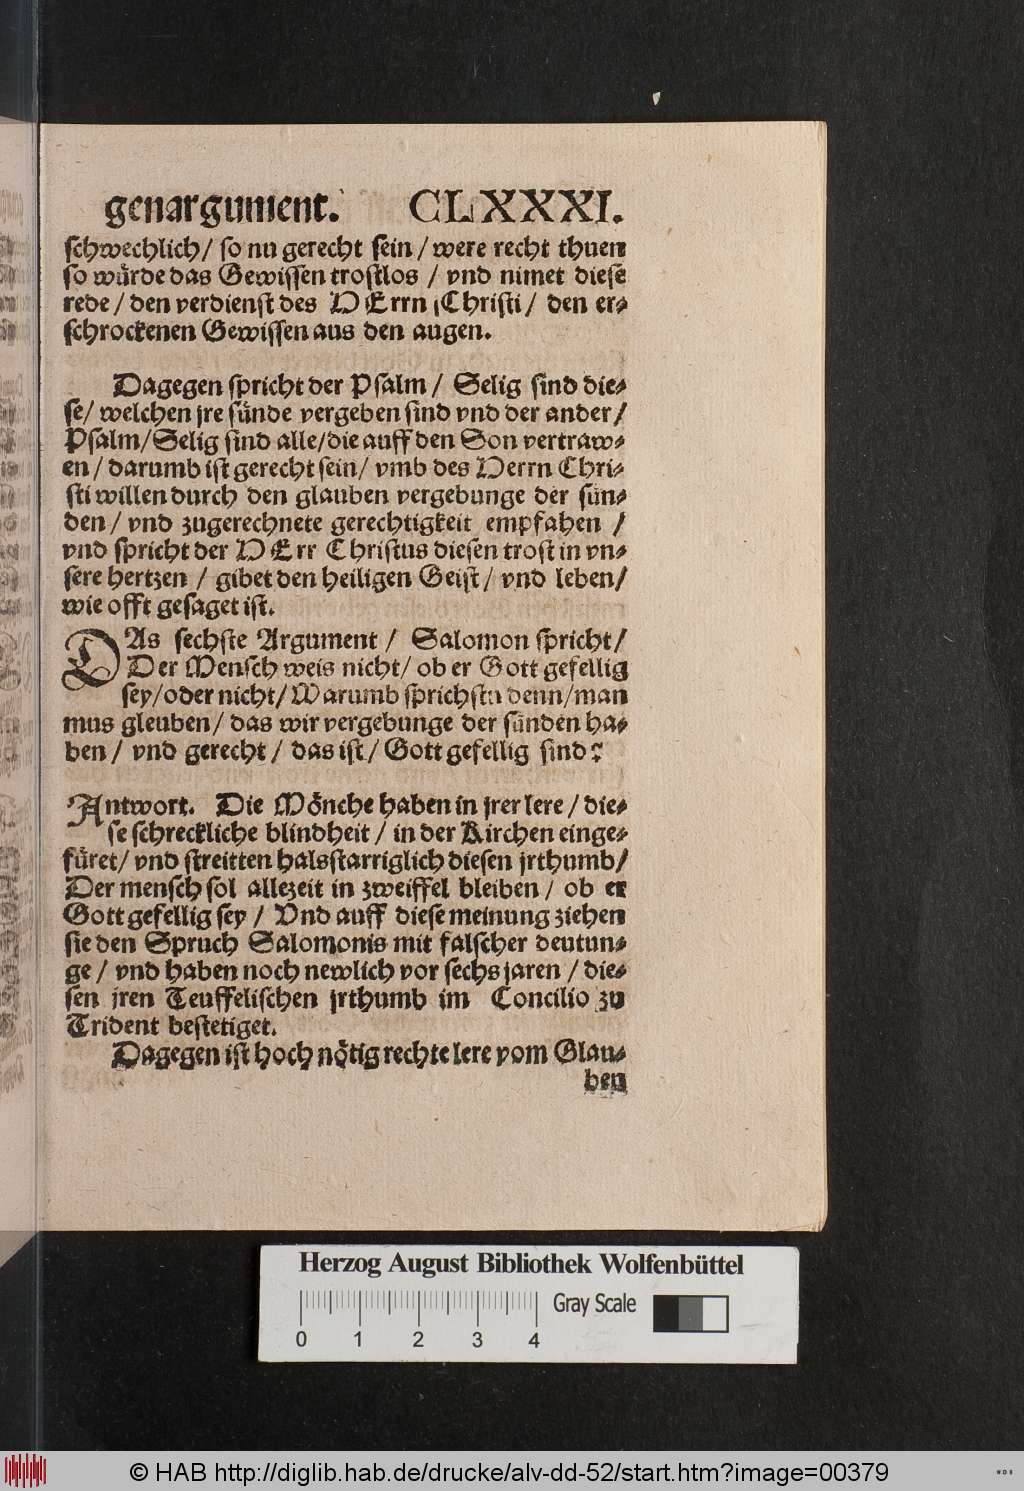 genargument. CLXXXI.
schwechlich / so nu gerecht sein / were recht thuen
so würde das Gewissen trostlos / vnd nimet diese
rede / den verdienst des HErrn Christi / den er-
schrockenen Gewissen aus den augen.
Dagegen spricht der Psalm / Selig sind die-
se / welchen jre sünde vergeben sind vnd der ander /
Psalm / Selig sind alle / die auff den Son vertraw-
en / darumb ist gerecht sein / vmb des Herrn Chri-
sti willen durch den glauben vergebunge der sün-
den / vnd zugerechnete gerechtigkeit empfahen /
vnd spricht der HErr Christus diesen trost in vn-
sere hertzen / gibet den heiligen Geist / vnd leben /
wie offt gesaget ist.
DAs sechste Argument / Salomon spricht /
Der Mensch weis nicht / ob er Gott gefellig
sey / oder nicht / Warumb sprichstu denn / man
mus gleuben / das wir vergebunge der sünden ha-
ben / vnd gerecht / das ist / Gott gefellig sind?
Antwort. Die Mönche haben in jrer lere / die-
se schreckliche blindheit / in der Kirchen einge-
füret / vnd streitten halsstarriglich diesen jrthumb /
Der mensch sol allezeit in zweiffel bleiben / ob er
Gott gefellig sey / Vnd auff diese meinung ziehen
sie den Spruch Salomonis mit falscher deutun-
ge / vnd haben noch newlich vor sechs jaren / die-
sen jren Teuffelischen jrthumb im Concilio zu
Trident bestetiget.
Dagegen ist hoch nötig rechte lere vom Glau-
ben
Herzog August Bibliothek Wolfenbüttel
Gray Scale
0 1 2 3 4
© HAB http://diglib.hab.de/drucke/alv-dd-52/start.htm?image=00379
WDB